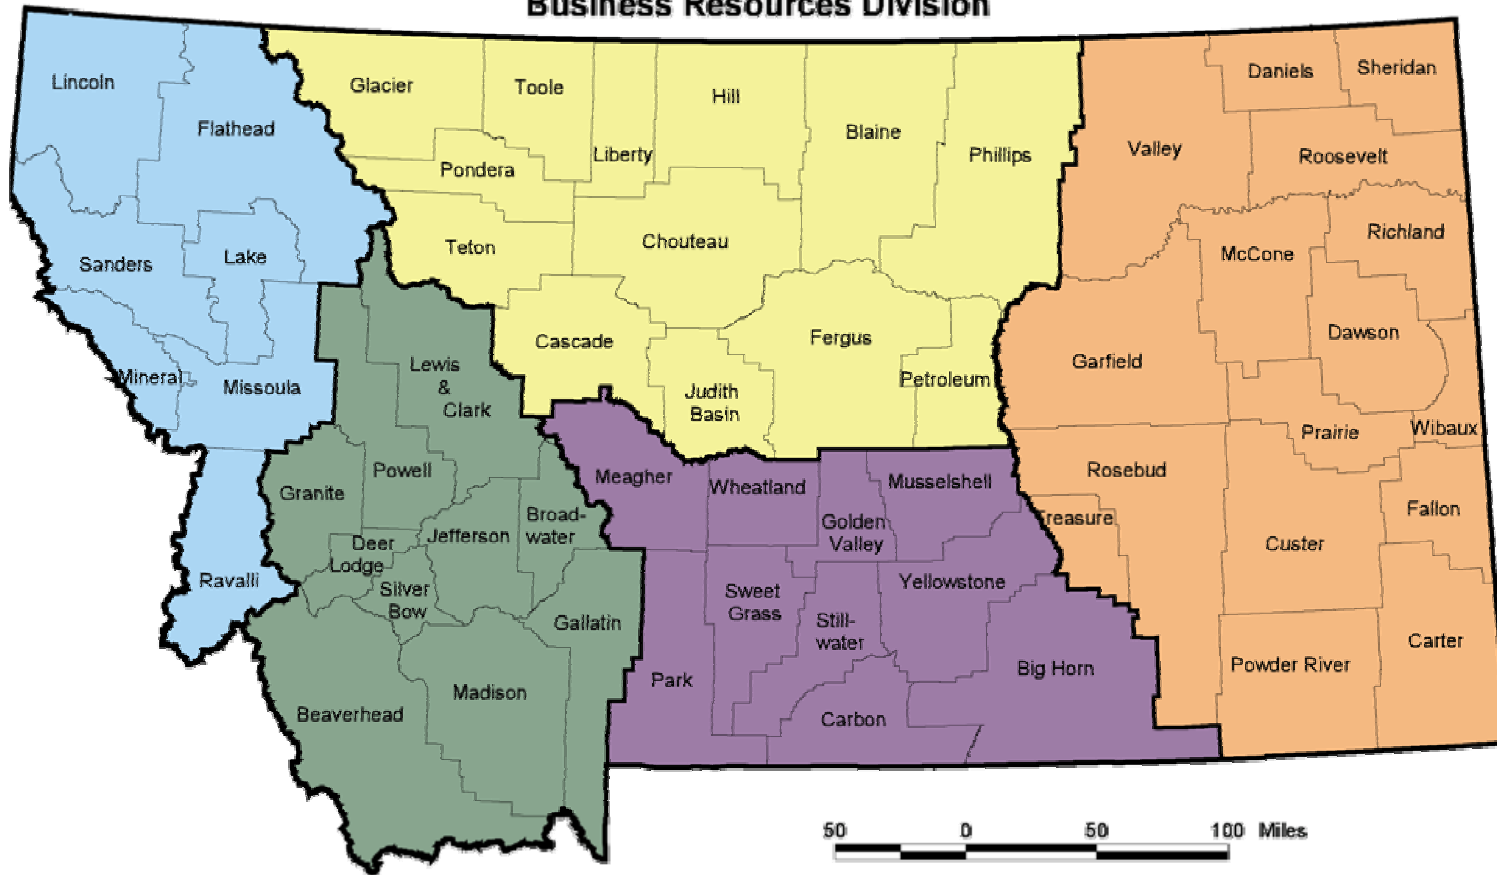 Business Resources Division
Lincoln
Flathead
Glacier
Toole
Hill
Liberty
Blaine
Phillips
Pondera
Valley
Daniels
Sheridan
Roosevelt
Sanders
Lake
Teton
Chouteau
McCone
Richland
Mineral
Missoula
Lewis
&
Clark
Cascade
Judith
Basin
Fergus
Petroleum
Garfield
Dawson
Prairie
Wibaux
Granite
Powell
Meagher
Wheatland
Golden
Valley
Musselshell
Rosebud
Treasure
Fallon
Custer
Ravalli
Deer
Lodge
Jefferson
Broad-
water
Silver
Bow
Gallatin
Sweet
Grass
Still-
water
Yellowstone
Beaverhead
Madison
Park
Carbon
Big Horn
Powder River
Carter
50 0 50 100 Miles